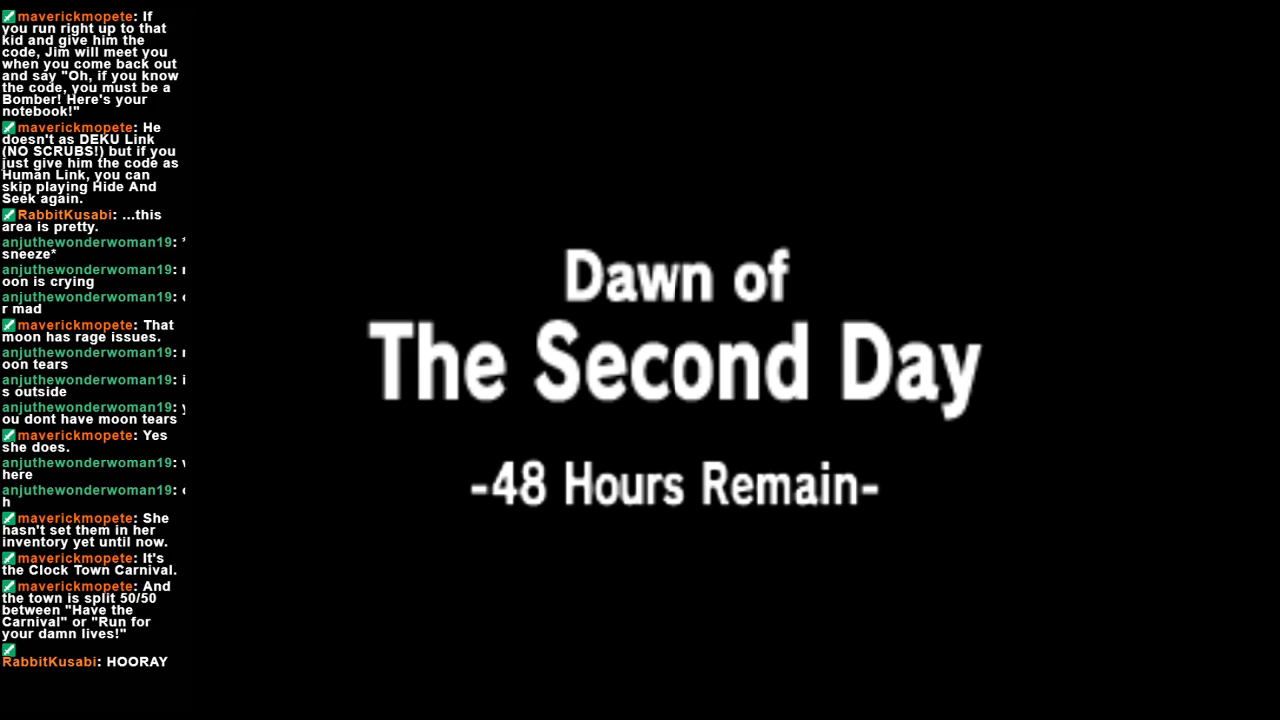 maverickmopete: If
you run right up to that
kid and give him the
code, Jim will meet you
when you come back out
and say "Oh, if you know
the code, you must be a
Bomber! Here's your
notebook!"
maverickmopete: He
doesn't as DEKU Link
(NO SCRUBS!) but if you
just give him the code as
Human Link, you can
skip playing Hide And
Seek again.
RabbitKusabi: ...this
area is pretty.
anjuthewonderwoman19: *
sneeze*
anjuthewonderwoman19:
oon is crying
anjuthewonderwoman19:
r mad
maverickmopete: That
moon has rage issues.
anjuthewonderwoman19:
oon tears
anjuthewonderwoman19: i
s outside
anjuthewonderwoman19: y
ou dont have moon tears
maverickmopete: Yes
she does.
anjuthewonderwoman19:
here
anjuthewonderwoman19:
h
maverickmopete: She
hasn't set them in her
inventory yet until now.
maverickmopete: It's
the Clock Town Carnival.
maverickmopete: And
the town is split 50/50
between "Have the
Carnival" or "Run for
your damn lives!"
RabbitKusabi: HOORAY
Dawn of
The Second Day
-48 Hours Remain-